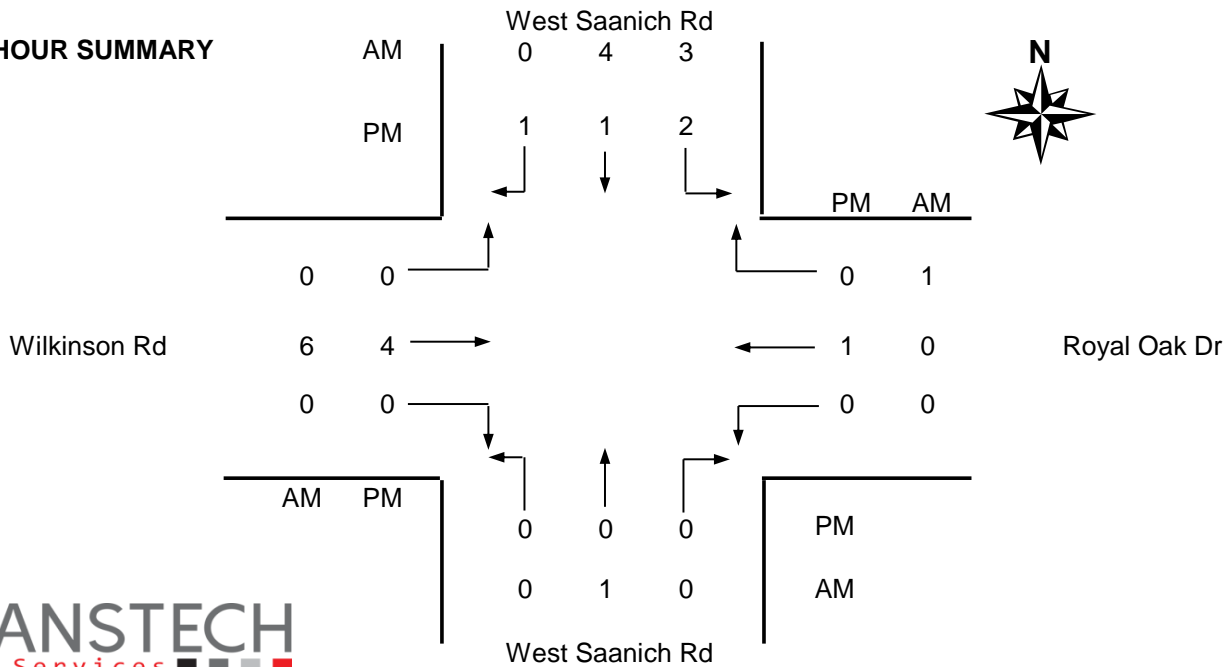 West Saanich Rd
HOUR SUMMARY AM 0 4 3 N
PM 1 1 2
PM AM
0 0 0 1
Wilkinson Rd 6 4 1 0 Royal Oak Dr
0 0 0 0
AM PM
0 0 0 PM
0 1 0 AM
ANSTECH
Services
West Saanich Rd